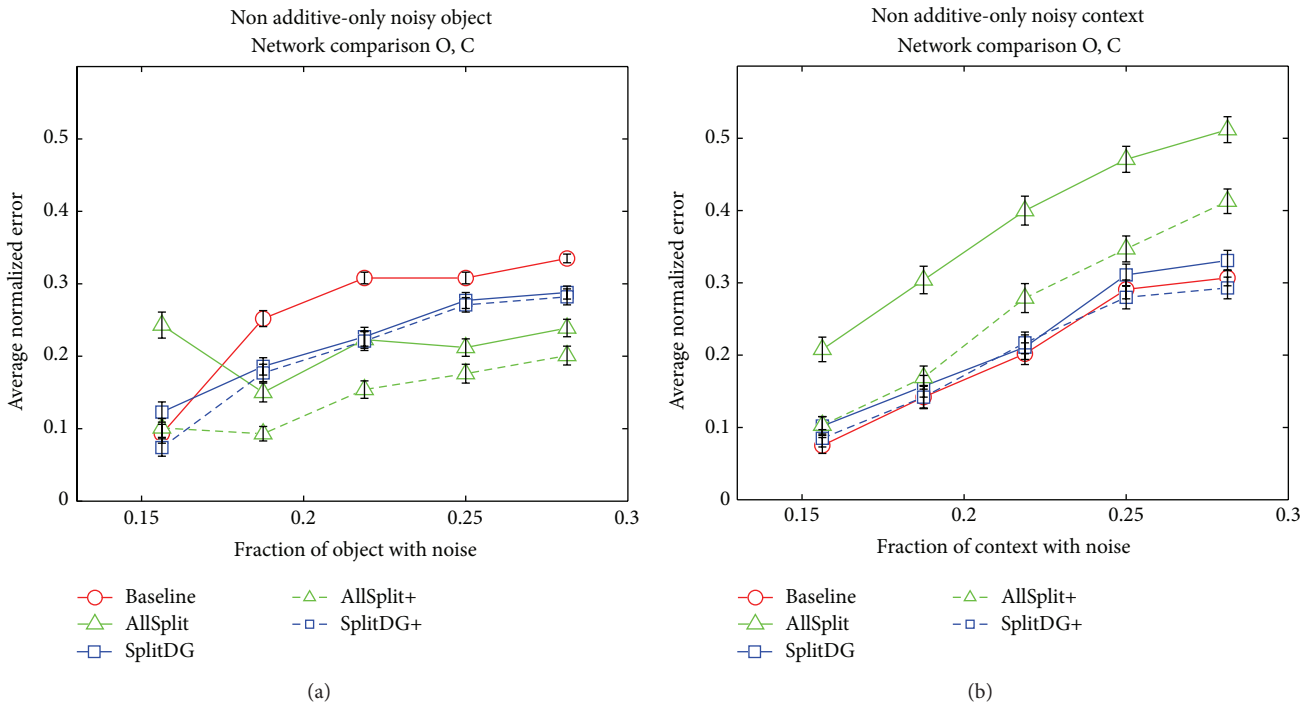 Non additive-only noisy object
Network comparison O, C
Average normalized error
0.5
0.4
0.3
0.2
0.1
0
0.15
0.2
0.25
0.3
Fraction of object with noise
Baseline
AllSplit
SplitDG
AllSplit+
SplitDG+
(a)
Non additive-only noisy context
Network comparison O, C
Average normalized error
0.5
0.4
0.3
0.2
0.1
0
0.15
0.2
0.25
0.3
Fraction of context with noise
Baseline
AllSplit
SplitDG
AllSplit+
SplitDG+
(b)